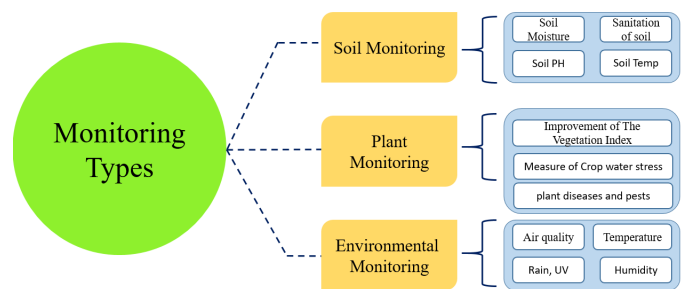 Monitoring
Types
Soil Monitoring
Soil
Moisture
Sanitation
of soil
Soil PH
Soil Temp
Plant
Monitoring
Improvement of The
Vegetation Index
Measure of Crop water stress
plant diseases and pests
Environmental
Monitoring
Air quality
Temperature
Rain, UV
Humidity